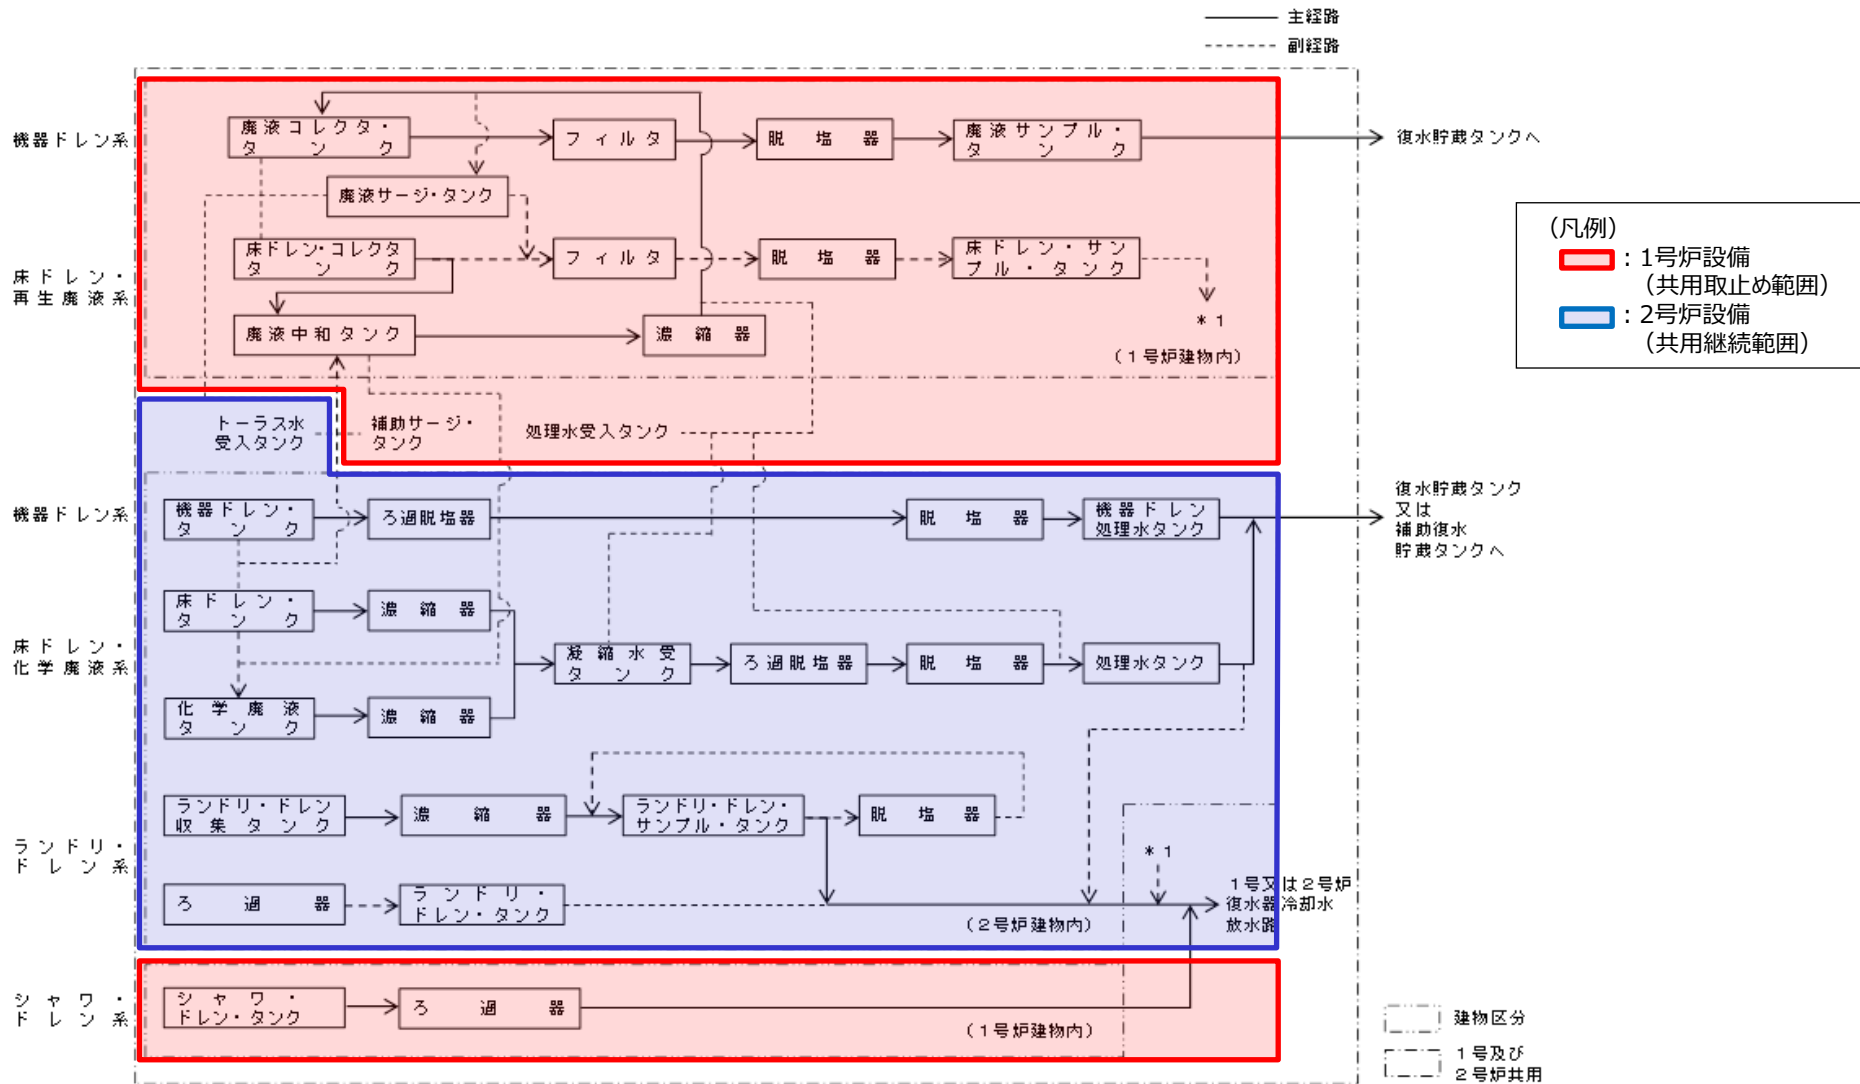 主経路
副経路
機器ドレン系
廃液コレクタ・
タンク
フィルタ
脱塩器
廃液サンプル・
タンク
復水貯蔵タンクへ
廃液サージ・タンク
床ドレン・
再生廃液系
床ドレン・コレクタ
タンク
フィルタ
脱塩器
床ドレン・サン
プル・タンク
*1
廃液中和タンク
濃縮器
(1号炉建物内)
(凡例)
:1号炉設備
(共用取止め範囲)
:2号炉設備
(共用継続範囲)
トーラス水
受入タンク
補助サージ・
タンク
処理水受入タンク
機器ドレン系
機器ドレン・
タンク
ろ過脱塩器
脱塩器
機器ドレン
処理水タンク
復水貯蔵タンク
又は
補助復水
貯蔵タンクへ
床ドレン・
化学廃液系
床ドレン・
タンク
濃縮器
凝縮水受
タンク
ろ過脱塩器
脱塩器
処理水タンク
化学廃液
タンク
濃縮器
ランドリ・
ドレン系
ランドリ・ドレン
収集タンク
濃縮器
ランドリ・ドレン・
サンプル・タンク
脱塩器
*1
ろ過器
ランドリ・
ドレン・タンク
(2号炉建物内)
1号又は2号炉
復水器冷却水
放水路
シャワ・
ドレン系
シャワ・
ドレン・タンク
ろ過器
(1号炉建物内)
建物区分
1号及び
2号炉共用